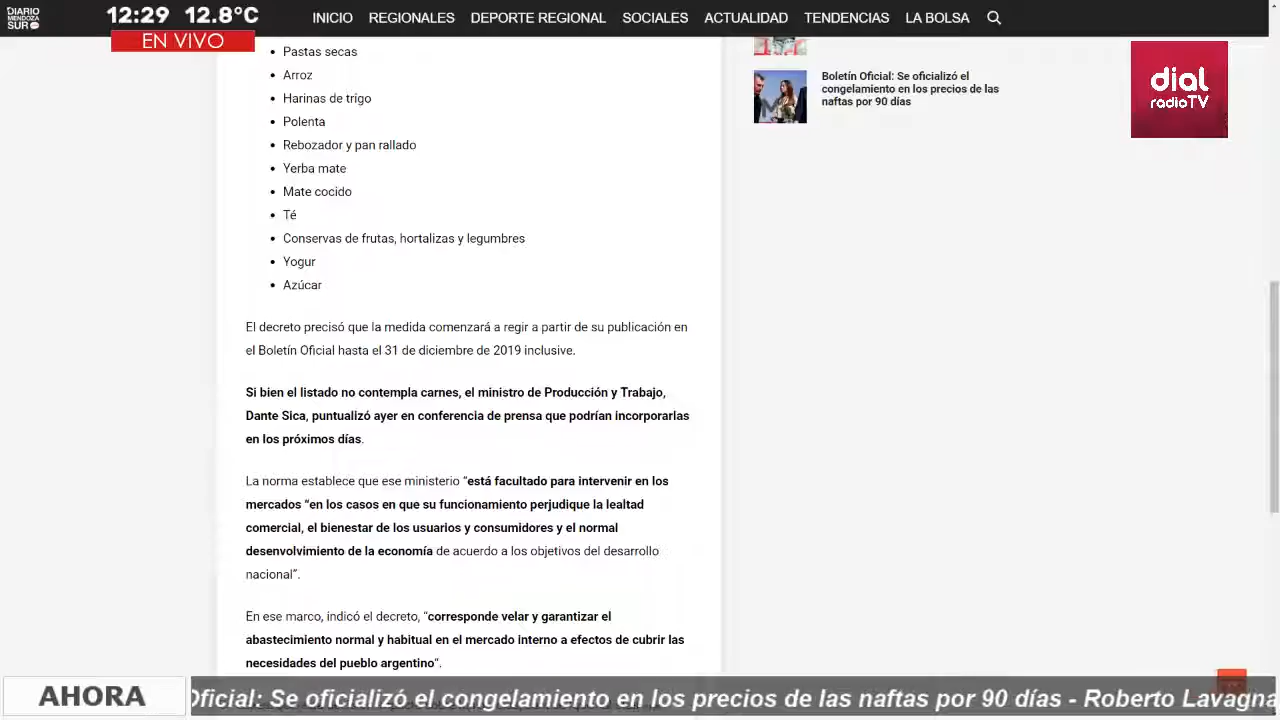 DIARIO
MENDOZA
SUR
12:29 12.8°C
EN VIVO
INICIO REGIONALES DEPORTE REGIONAL SOCIALES ACTUALIDAD TENDENCIAS LA BOLSA
Pastas secas
Arroz
Harinas de trigo
Polenta
Rebozador y pan rallado
Yerba mate
Mate cocido
Té
Conservas de frutas, hortalizas y legumbres
Yogur
Azúcar
El decreto precisó que la medida comenzará a regir a partir de su publicación en
el Boletín Oficial hasta el 31 de diciembre de 2019 inclusive.
Si bien el listado no contempla carnes, el ministro de Producción y Trabajo,
Dante Sica, puntualizó ayer en conferencia de prensa que podrían incorporarlas
en los próximos días.
La norma establece que ese ministerio “está facultado para intervenir en los
mercados “en los casos en que su funcionamiento perjudique la lealtad
comercial, el bienestar de los usuarios y consumidores y el normal
desenvolvimiento de la economía de acuerdo a los objetivos del desarrollo
nacional”.
En ese marco, indicó el decreto, “corresponde velar y garantizar el
abastecimiento normal y habitual en el mercado interno a efectos de cubrir las
necesidades del pueblo argentino“.
Boletín Oficial: Se oficializó el
congelamiento en los precios de las
naftas por 90 días
dial
radioTV
AHORA
Oficial: Se oficializó el congelamiento en los precios de las naftas por 90 días - Roberto Lavagna